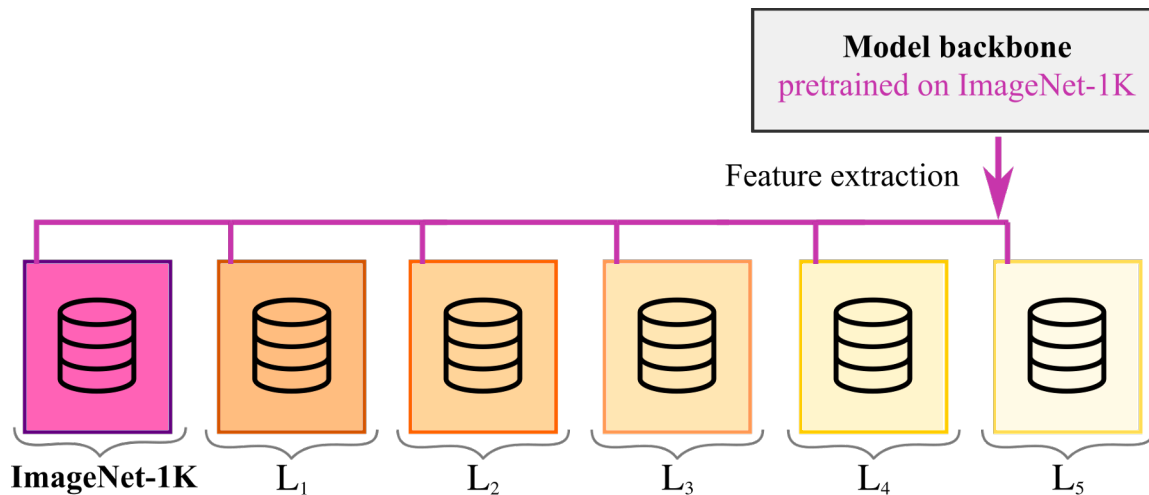 Model backbone
pretrained on ImageNet-1K
Feature extraction
ImageNet-1K
L₁
L₂
L₃
L₄
L₅